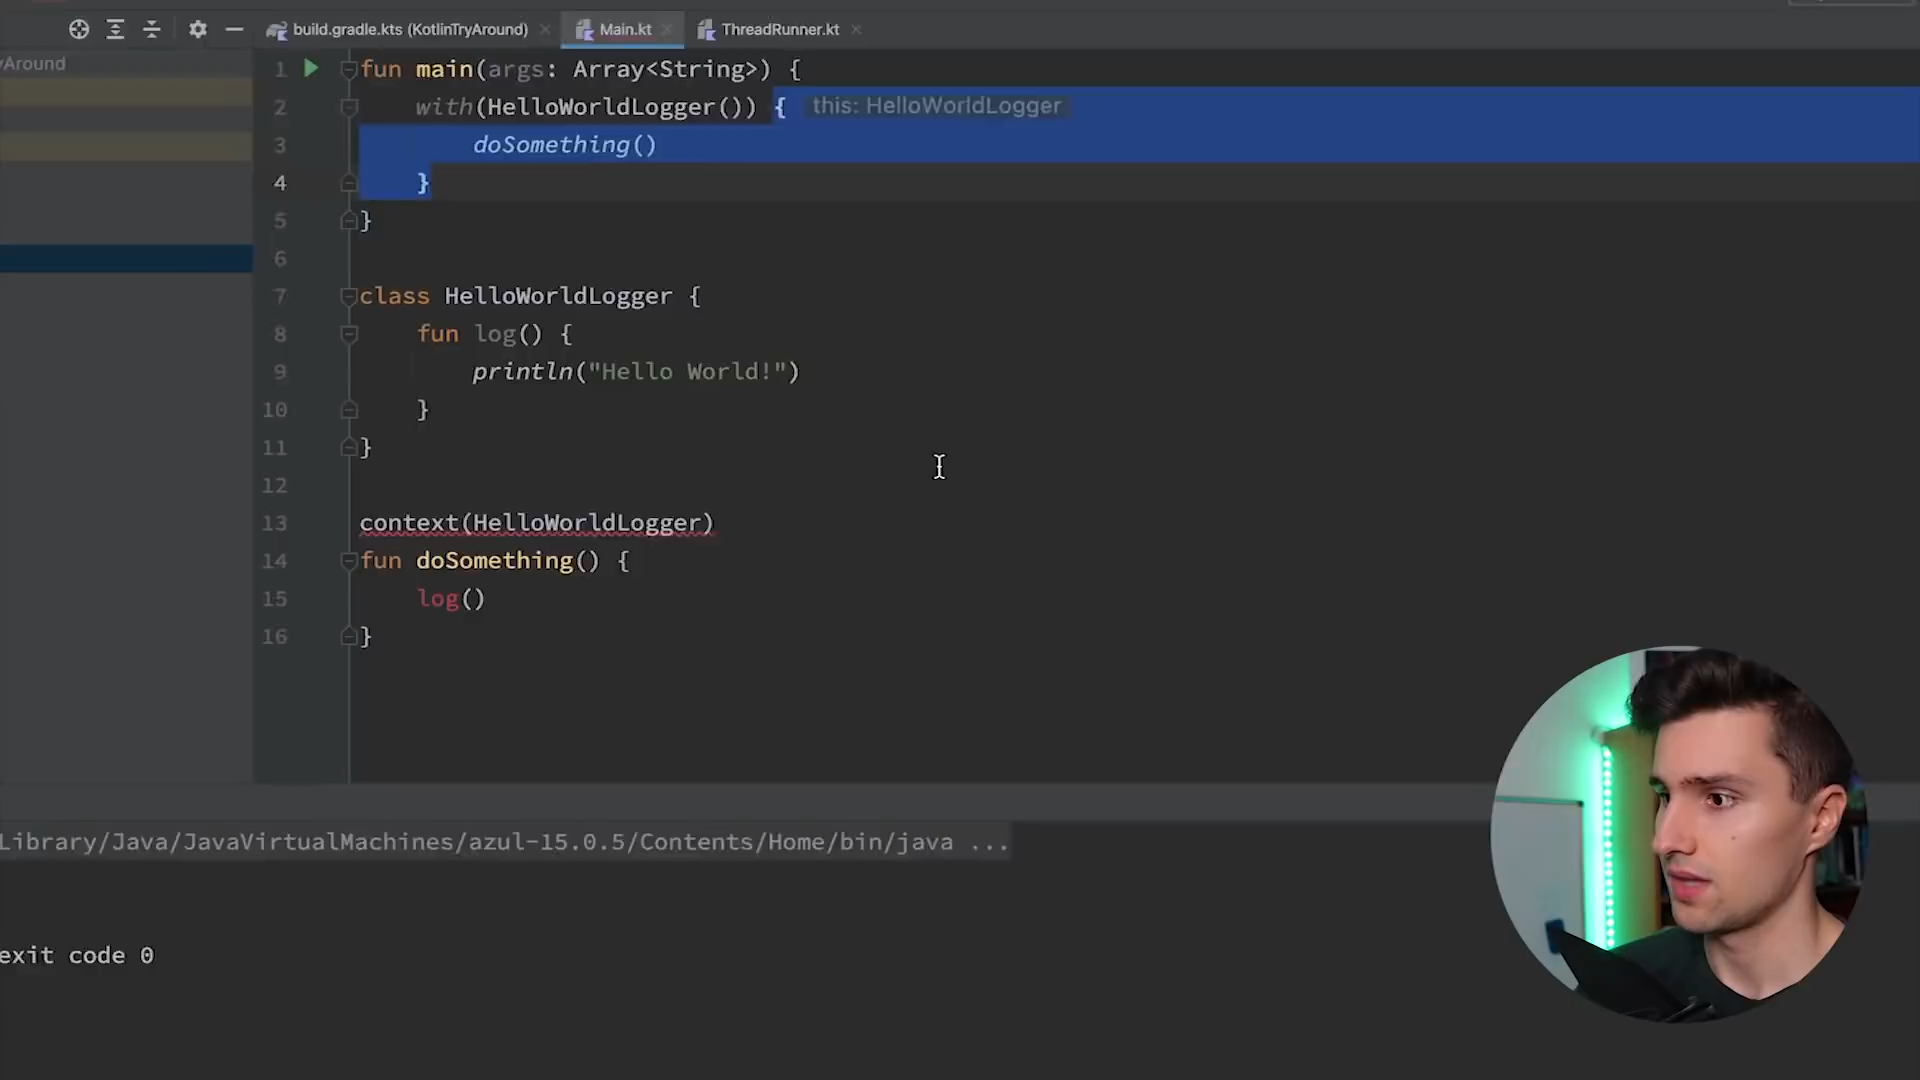 build.gradle.kts (KotlinTryAround)
Main.kt
ThreadRunner.kt
yAround
1 fun main(args: Array<String>) {
2 with(HelloWorldLogger()) { this: HelloWorldLogger
3 doSomething()
4 }
5 }
6
7 class HelloWorldLogger {
8 fun log() {
9 println("Hello World!")
10 }
11 }
12
13 context(HelloWorldLogger)
14 fun doSomething() {
15 log()
16 }
Library/Java/JavaVirtualMachines/azul-15.0.5/Contents/Home/bin/java ...
exit code 0